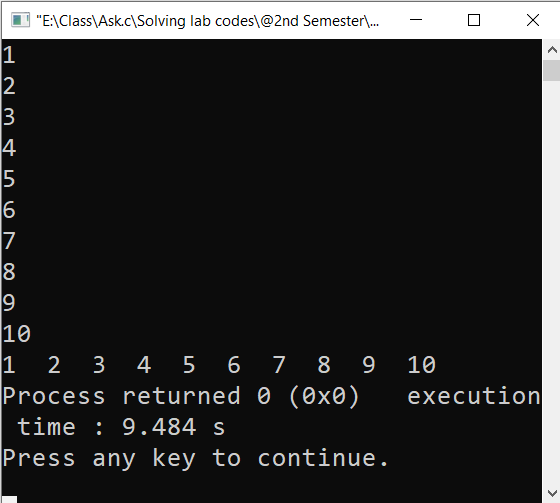 "E:\Class\Ask.c\Solving lab codes\@2nd Semester\...
1
2
3
4
5
6
7
8
9
10
1  2  3  4  5  6  7  8  9  10
Process returned 0 (0x0)   execution
 time : 9.484 s
Press any key to continue.